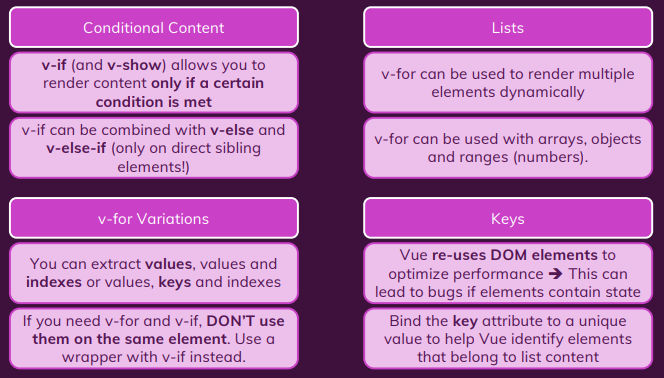 Conditional Content
v-if (and v-show) allows you to
render content only if a certain
condition is met
v-if can be combined with v-else and
v-else-if (only on direct sibling
elements!)
Lists
v-for can be used to render multiple
elements dynamically
v-for can be used with arrays, objects
and ranges (numbers).
v-for Variations
You can extract values, values and
indexes or values, keys and indexes
If you need v-for and v-if, DON'T use
them on the same element. Use a
wrapper with v-if instead.
Keys
Vue re-uses DOM elements to
optimize performance ➔ This can
lead to bugs if elements contain state
Bind the key attribute to a unique
value to help Vue identify elements
that belong to list content